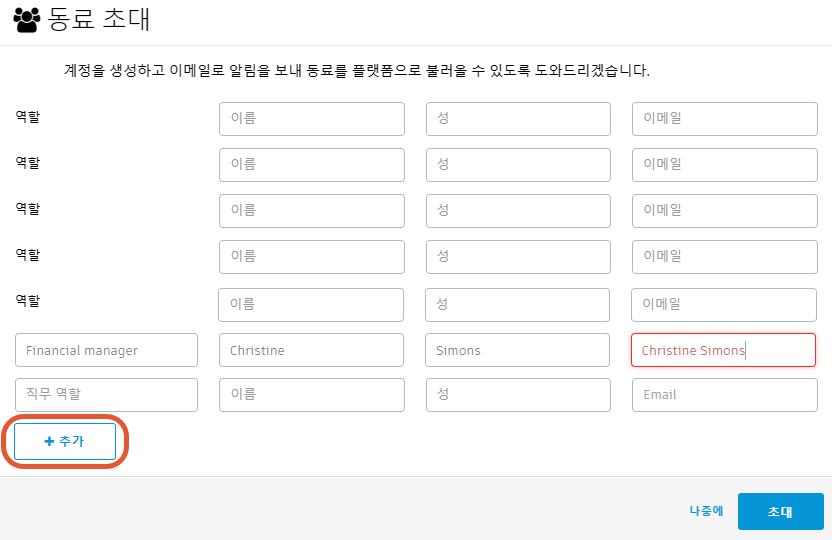 동료 초대
계정을 생성하고 이메일로 알림을 보내 동료를 플랫폼으로 불러올 수 있도록 도와드리겠습니다.
역할 이름 성 이메일
역할 이름 성 이메일
역할 이름 성 이메일
역할 이름 성 이메일
역할 이름 성 이메일
Financial manager Christine Simons Christine Simons
직무 역할 이름 성 Email
+ 추가
나중에 초대